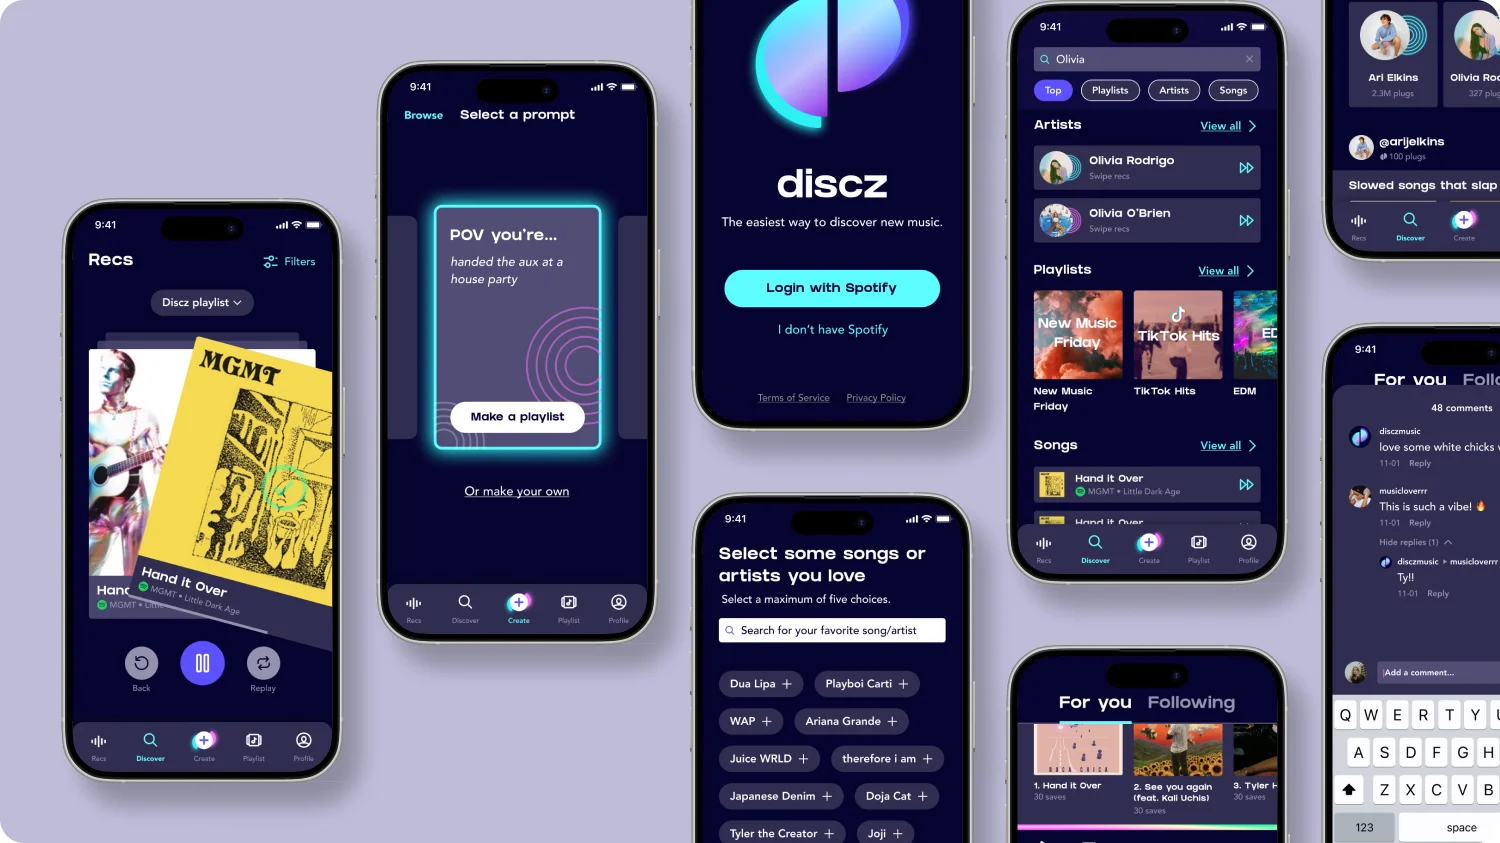 9:41
Recs
Filters
Discz playlist
MGMT
Hand it Over
MGMT • Little Dark Age
Hand
MGMT • Little
Back
Replay
Recs
Discover
Create
Playlist
Profile
9:41
Browse
Select a prompt
POV you're...
handed the aux at a
house party
Make a playlist
Or make your own
Recs
Discover
Create
Playlist
Profile
discz
The easiest way to discover new music.
Login with Spotify
I don't have Spotify
Terms of Service
Privacy Policy
9:41
Select some songs or
artists you love
Select a maximum of five choices.
Search for your favorite song/artist
Dua Lipa +
Playboi Carti +
WAP +
Ariana Grande +
Juice WRLD +
therefore i am +
Japanese Denim +
Doja Cat +
Tyler the Creator +
Joji +
9:41
Olivia
Top
Playlists
Artists
Songs
Artists
View all
Olivia Rodrigo
Swipe recs
Olivia O'Brien
Swipe recs
Playlists
View all
New Music
Friday
TikTok Hits
ED
New Music
Friday
TikTok Hits
EDM
Songs
View all
Hand it Over
MGMT • Little Dark Age
Hand it Over
Recs
Discover
Create
Playlist
Profile
For you
Following
BOCA CHICA
1. Hand it Over
30 saves
2. See you again
(feat. Kali Uchis)
30 saves
3. Tyler H
30 saves
Ari Elkins
2.3M plugs
Olivia Roc
327 plug
@arijelkins
100 plugs
Slowed songs that slap
Recs
Discover
Create
9:41
For you
Follo
48 comments
disczmusic
love some white chicks v
11-01 Reply
musicloverrr
This is such a vibe! 🔥
11-01 Reply
Hide replies (1)
disczmusic musicloverrr
Ty!!
11-01 Reply
Add a comment...
Q W E R T Y U
A S D F G H
Z X C V B
123
space